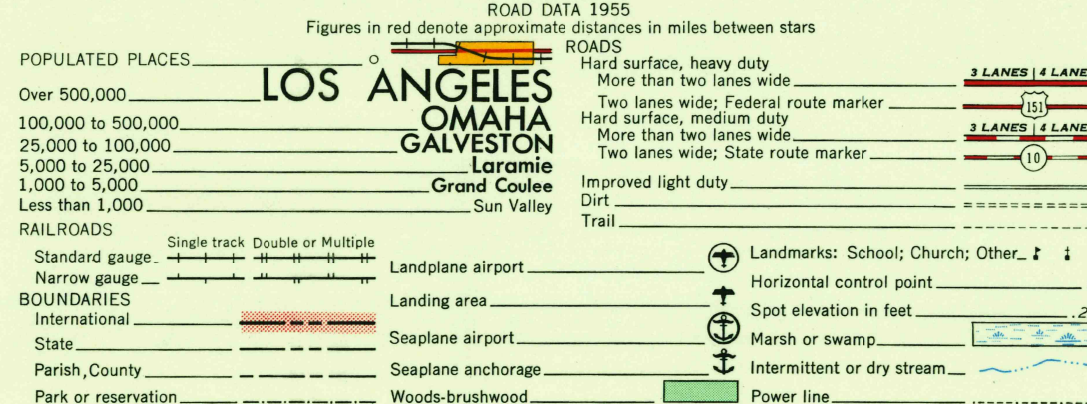 ROAD DATA 1955
Figures in red denote approximate distances in miles between stars
POPULATED PLACES
Over 500,000 LOS ANGELES
100,000 to 500,000 OMAHA
25,000 to 100,000 GALVESTON
5,000 to 25,000 Laramie
1,000 to 5,000 Grand Coulee
Less than 1,000 Sun Valley
RAILROADS
Single track Double or Multiple
Standard gauge
Narrow gauge
BOUNDARIES
International
State
Parish, County
Park or reservation
ROADS
Hard surface, heavy duty
More than two lanes wide 3 LANES | 4 LANE
Two lanes wide; Federal route marker 151
Hard surface, medium duty
More than two lanes wide 3 LANES | 4 LANE
Two lanes wide; State route marker 10
Improved light duty
Dirt
Trail
Landplane airport
Landing area
Seaplane airport
Seaplane anchorage
Woods-brushwood
Landmarks: School; Church; Other
Horizontal control point
Spot elevation in feet .2
Marsh or swamp
Intermittent or dry stream
Power line